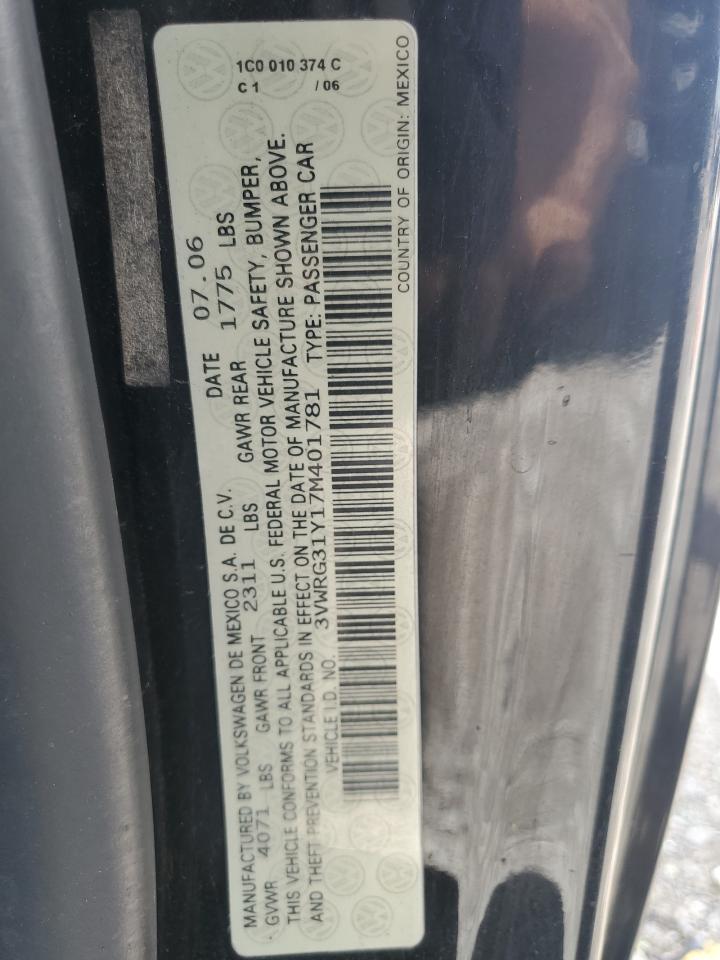 1C0 010 374 C
C 1 / 06
MANUFACTURED BY VOLKSWAGEN DE MEXICO S.A. DE C.V. DATE 07.06
GVWR 4071 LBS GAWR FRONT 2311 LBS GAWR REAR 1775 LBS
THIS VEHICLE CONFORMS TO ALL APPLICABLE U.S. FEDERAL MOTOR VEHICLE SAFETY, BUMPER,
AND THEFT PREVENTION STANDARDS IN EFFECT ON THE DATE OF MANUFACTURE SHOWN ABOVE.
VEHICLE I.D. NO. 3VWRG31Y17M401781 TYPE: PASSENGER CAR
COUNTRY OF ORIGIN: MEXICO